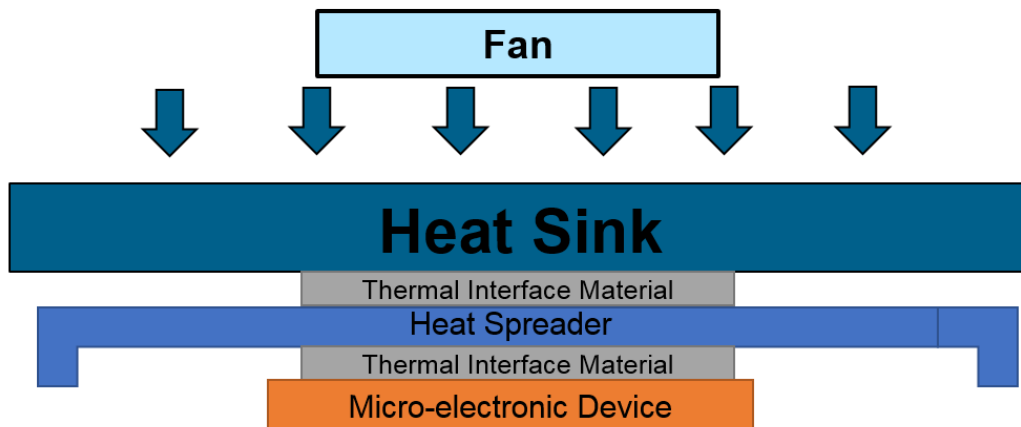 Fan
Heat Sink
Thermal Interface Material
Heat Spreader
Thermal Interface Material
Micro-electronic Device